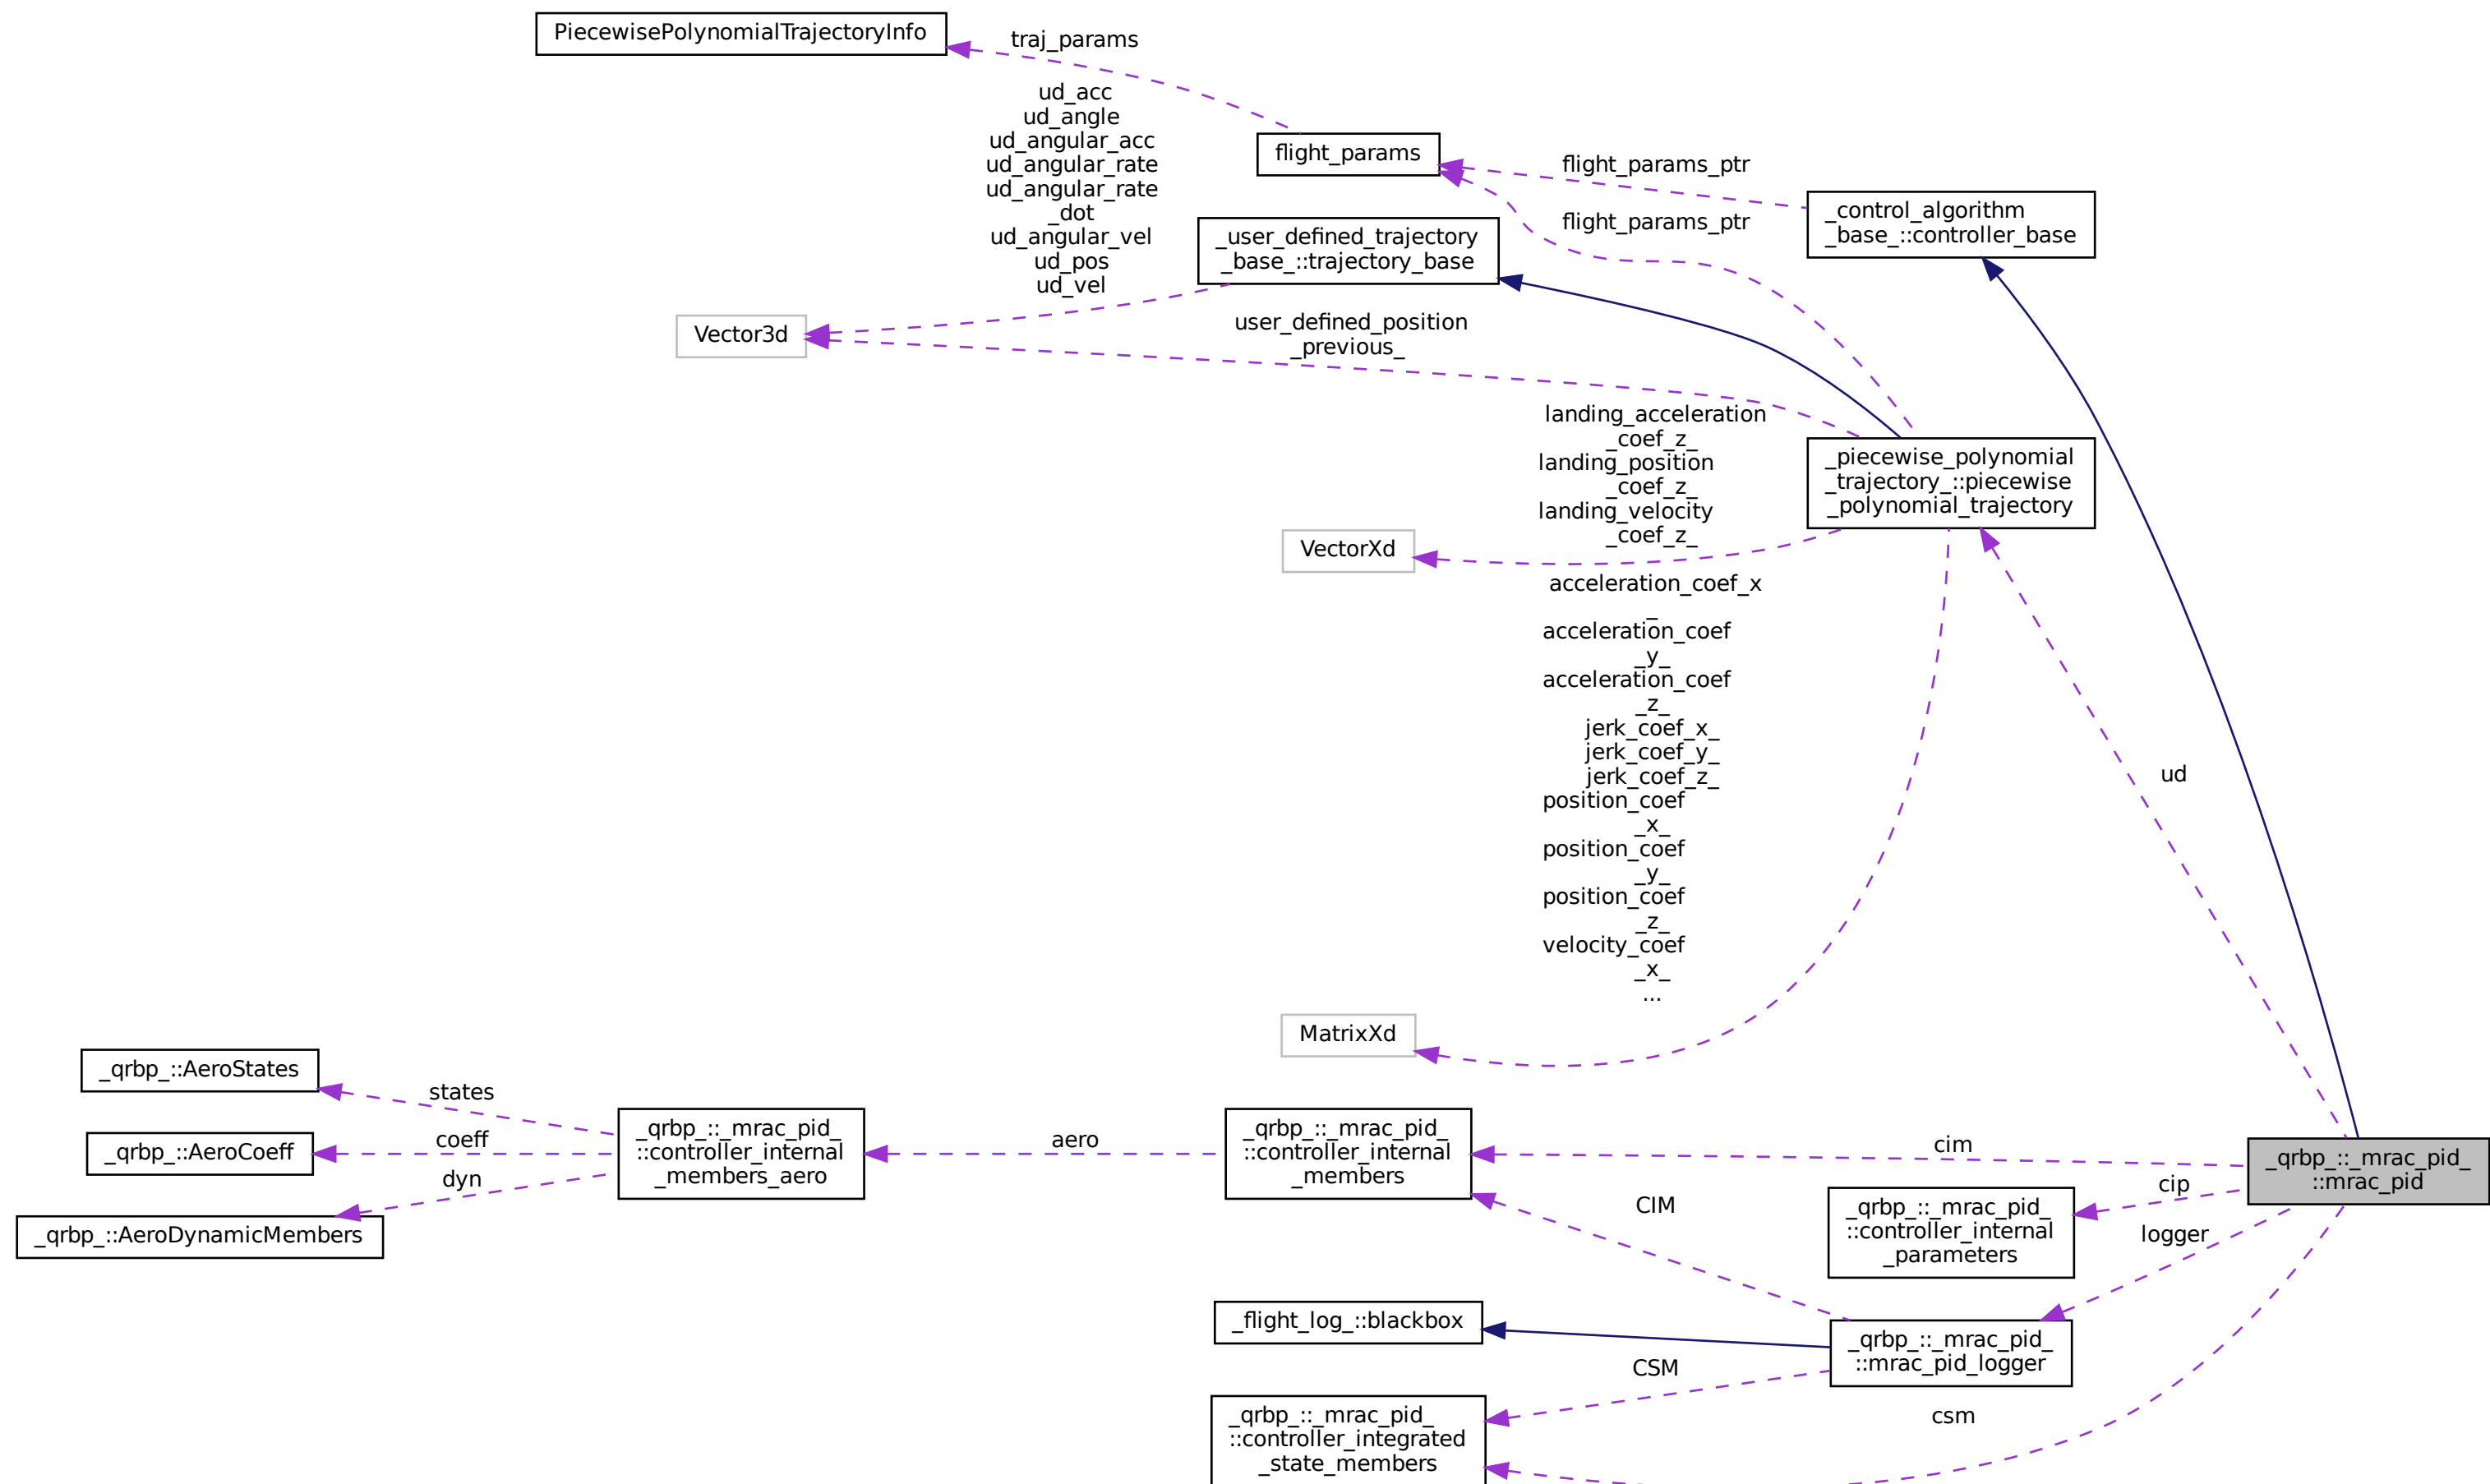 PiecewisePolynomialTrajectoryInfo
traj_params
ud_acc
ud_angle
ud_angular_acc
ud_angular_rate
ud_angular_rate
_dot
ud_angular_vel
ud_pos
ud_vel
flight_params
flight_params_ptr
flight_params_ptr
_control_algorithm
_base_::controller_base
_user_defined_trajectory
_base_::trajectory_base
Vector3d
user_defined_position
_previous_
landing_acceleration
_coef_z_
landing_position
_coef_z_
landing_velocity
_coef_z_
_piecewise_polynomial
_trajectory_::piecewise
_polynomial_trajectory
VectorXd
acceleration_coef_x
_
acceleration_coef
_y_
acceleration_coef
_z_
jerk_coef_x_
jerk_coef_y_
jerk_coef_z_
position_coef
_x_
position_coef
_y_
position_coef
_z_
velocity_coef
_x_
...
ud
MatrixXd
_qrbp_::AeroStates
states
_qrbp_::AeroCoeff
coeff
dyn
_qrbp_::AeroDynamicMembers
_qrbp_::_mrac_pid_
::controller_internal
_members_aero
aero
_qrbp_::_mrac_pid_
::controller_internal
_members
cim
_qrbp_::_mrac_pid_
::mrac_pid
cip
_qrbp_::_mrac_pid_
::controller_internal
_parameters
CIM
logger
_flight_log_::blackbox
_qrbp_::_mrac_pid_
::mrac_pid_logger
CSM
csm
_qrbp_::_mrac_pid_
::controller_integrated
_state_members